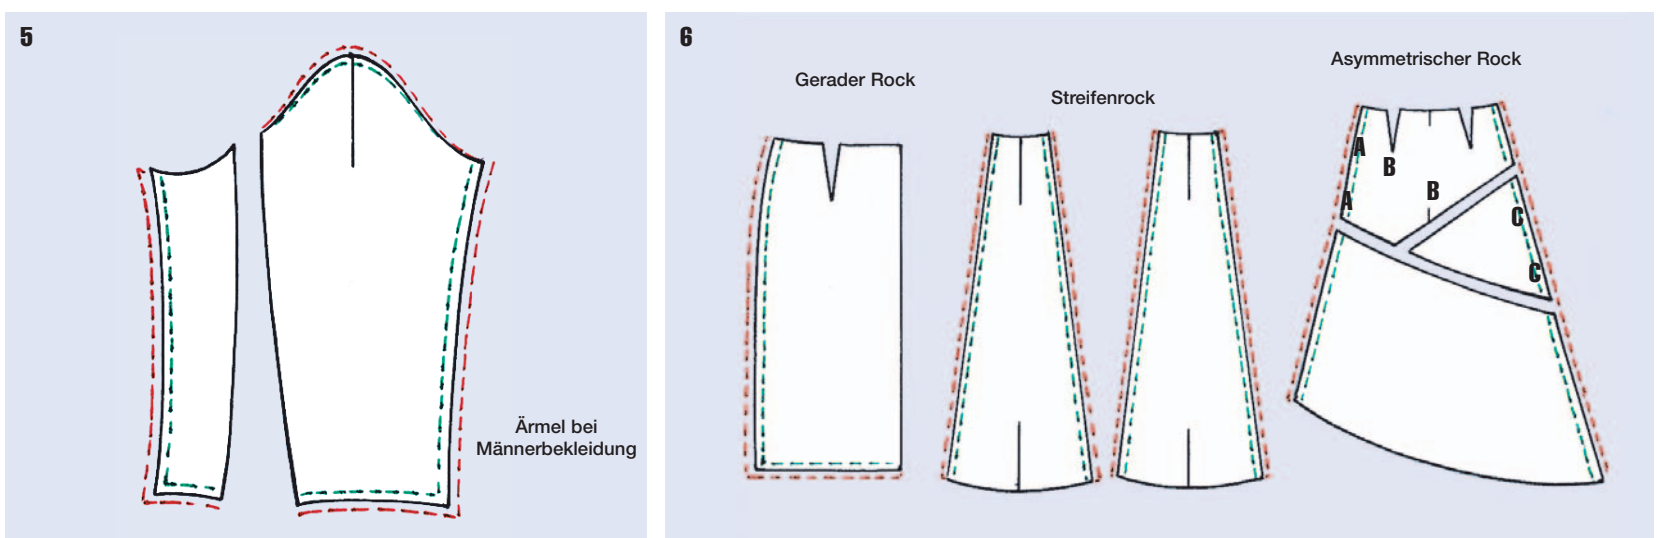 5
Ärmel bei
Männerbekleidung
6
Gerader Rock
Streifenrock
Asymmetrischer Rock
A
B
A
B
C
C